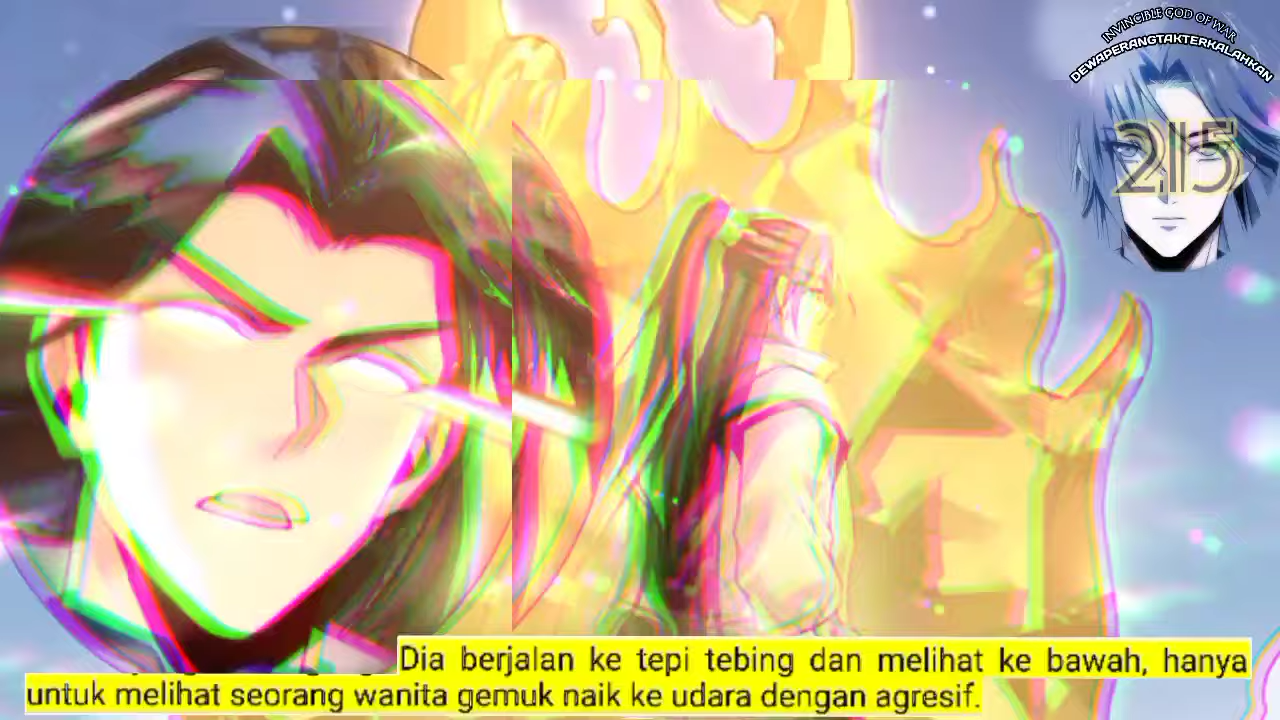 INVINCIBLE GOD OF WAR
DEWAPERANGTAKTERKALAHKAN
215
Dia berjalan ke tepi tebing dan melihat ke bawah, hanya
untuk melihat seorang wanita gemuk naik ke udara dengan agresif.